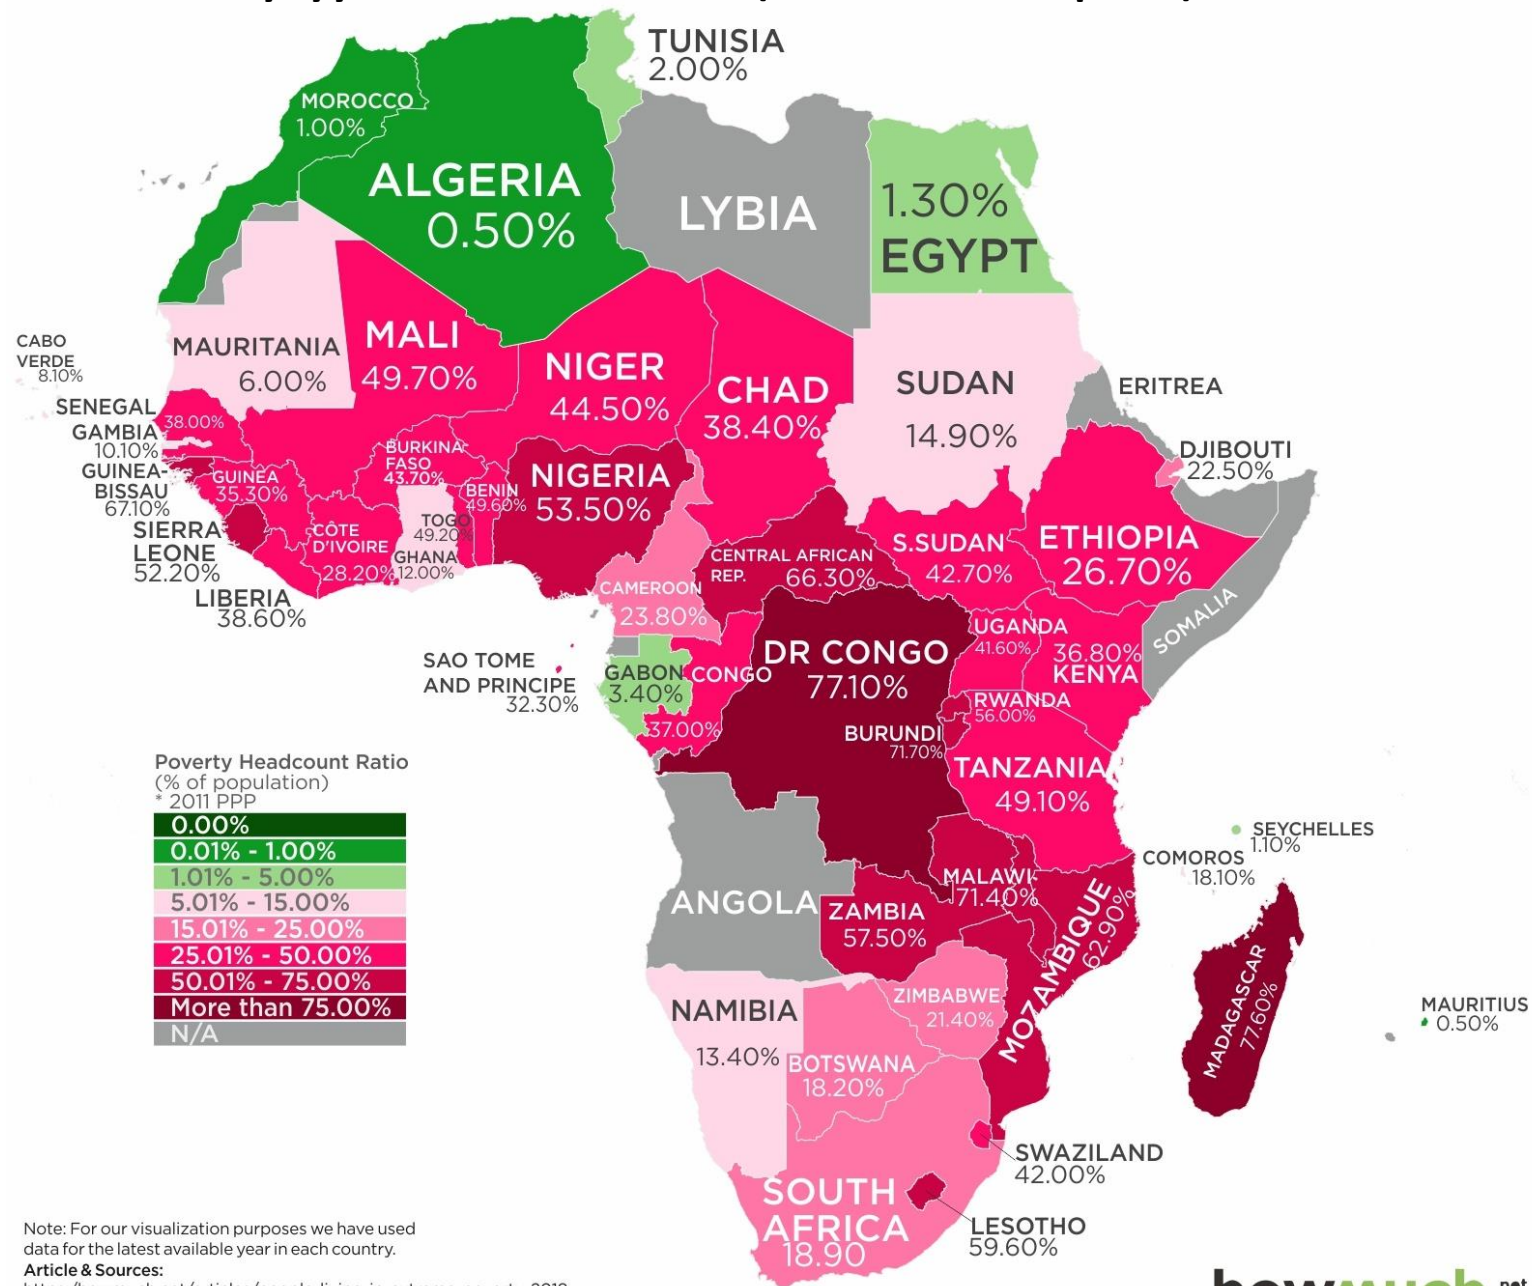 TUNISIA
2.00%
MOROCCO
1.00%
ALGERIA
0.50%
LYBIA
1.30%
EGYPT
CABO
VERDE
8.10%
MAURITANIA
6.00%
MALI
49.70%
NIGER
44.50%
CHAD
38.40%
SUDAN
14.90%
ERITREA
SENEGAL
38.00%
GAMBIA
10.10%
GUINEA-
BISSAU
67.10%
GUINEA
35.30%
BURKINA-
FASO
43.70%
BENIN
49.60%
NIGERIA
53.50%
DJIBOUTI
22.50%
SIERRA
LEONE
52.20%
CÔTE
D'IVOIRE
28.20%
TOGO
49.20%
GHANA
12.00%
LIBERIA
38.60%
CAMEROON
23.80%
CENTRAL AFRICAN
REP.
66.30%
S.SUDAN
42.70%
ETHIOPIA
26.70%
SOMALIA
SAO TOME
AND PRINCIPE
32.30%
GABON
3.40%
CONGO
37.00%
DR CONGO
77.10%
UGANDA
41.60%
36.80%
KENYA
RWANDA
56.00%
BURUNDI
71.70%
TANZANIA
49.10%
Poverty Headcount Ratio
(% of population)
* 2011 PPP
0.00%
0.01% - 1.00%
1.01% - 5.00%
5.01% - 15.00%
15.01% - 25.00%
25.01% - 50.00%
50.01% - 75.00%
More than 75.00%
N/A
SEYCHELLES
1.10%
COMOROS
18.10%
ANGOLA
ZAMBIA
57.50%
MALAWI
71.40%
MOZAMBIQUE
62.90%
MADAGASCAR
77.60%
MAURITIUS
0.50%
NAMIBIA
13.40%
ZIMBABWE
21.40%
BOTSWANA
18.20%
SWAZILAND
42.00%
SOUTH
AFRICA
18.90
LESOTHO
59.60%
Note: For our visualization purposes we have used
data for the latest available year in each country.
Article & Sources:
howmuch.net